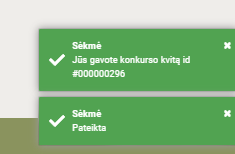 Sėkmė
Jūs gavote konkurso kvitą id
#000000296
Sėkmė
Pateikta